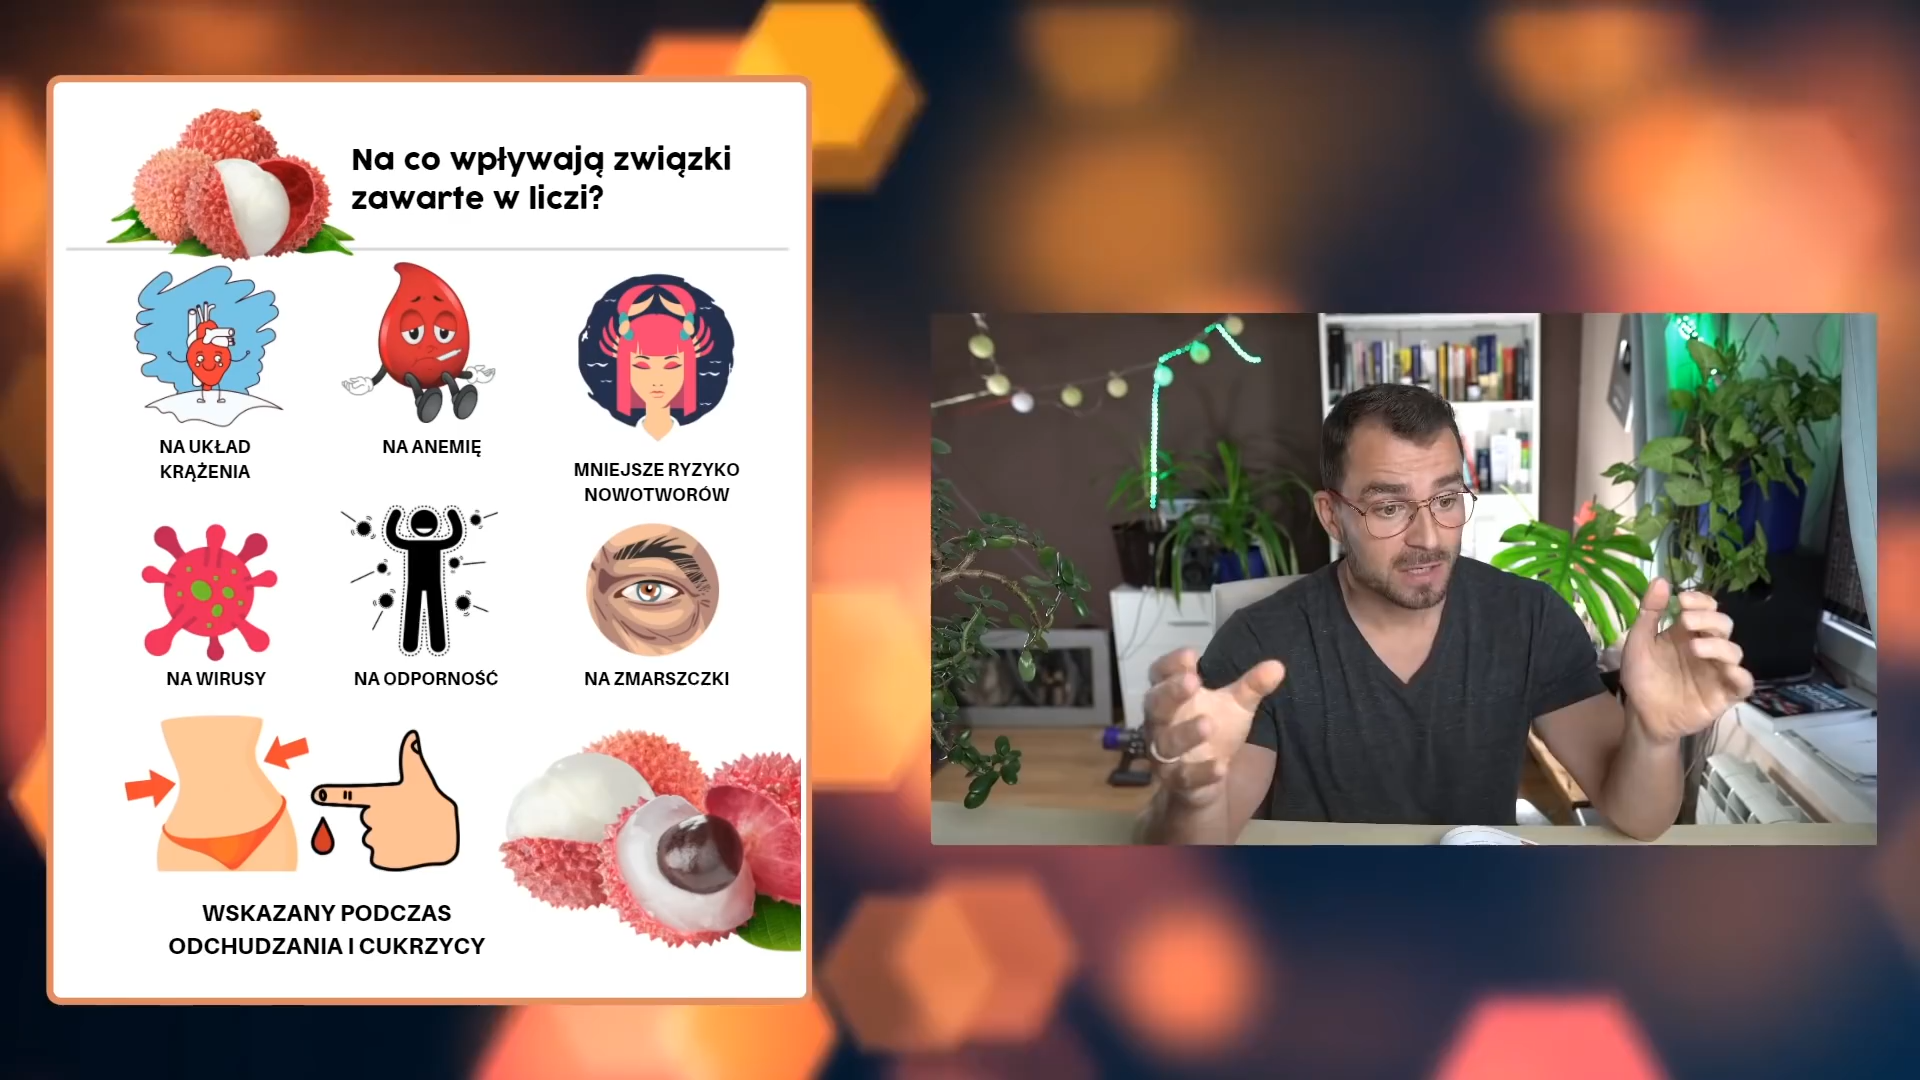 Na co wpływają związki
zawarte w liczi?
NA UKŁAD
KRĄŻENIA
NA ANEMIĘ
MNIEJSZE RYZYKO
NOWOTWORÓW
NA WIRUSY
NA ODPORNOŚĆ
NA ZMARSZCZKI
WSKAZANY PODCZAS
ODCHUDZANIA I CUKRZYCY